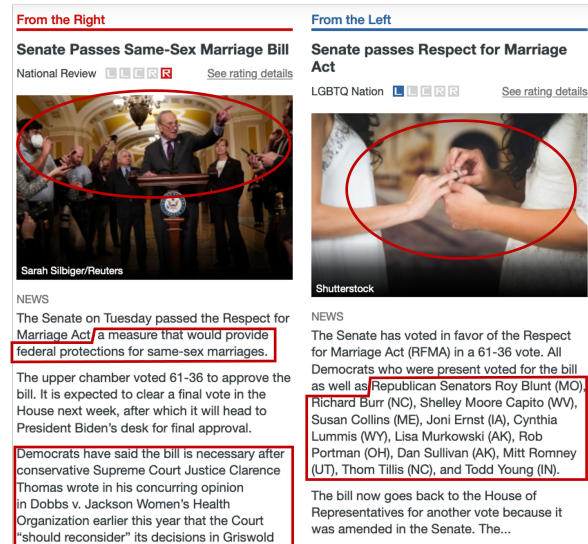 From the Right
Senate Passes Same-Sex Marriage Bill
National Review L L C R R See rating details
Sarah Silbiger/Reuters
NEWS
The Senate on Tuesday passed the Respect for
Marriage Act, a measure that would provide
federal protections for same-sex marriages.
The upper chamber voted 61-36 to approve the
bill. It is expected to clear a final vote in the
House next week, after which it will head to
President Biden's desk for final approval.
Democrats have said the bill is necessary after
conservative Supreme Court Justice Clarence
Thomas wrote in his concurring opinion
in Dobbs v. Jackson Women's Health
Organization earlier this year that the Court
"should reconsider" its decisions in Griswold
From the Left
Senate passes Respect for Marriage
Act
LGBTQ Nation L L C R R See rating details
Shutterstock
NEWS
The Senate has voted in favor of the Respect
for Marriage Act (RFMA) in a 61-36 vote. All
Democrats who were present voted for the bill
as well as Republican Senators Roy Blunt (MO),
Richard Burr (NC), Shelley Moore Capito (WV),
Susan Collins (ME), Joni Ernst (IA), Cynthia
Lummis (WY), Lisa Murkowski (AK), Rob
Portman (OH), Dan Sullivan (AK), Mitt Romney
(UT), Thom Tillis (NC), and Todd Young (IN).
The bill now goes back to the House of
Representatives for another vote because it
was amended in the Senate. The...